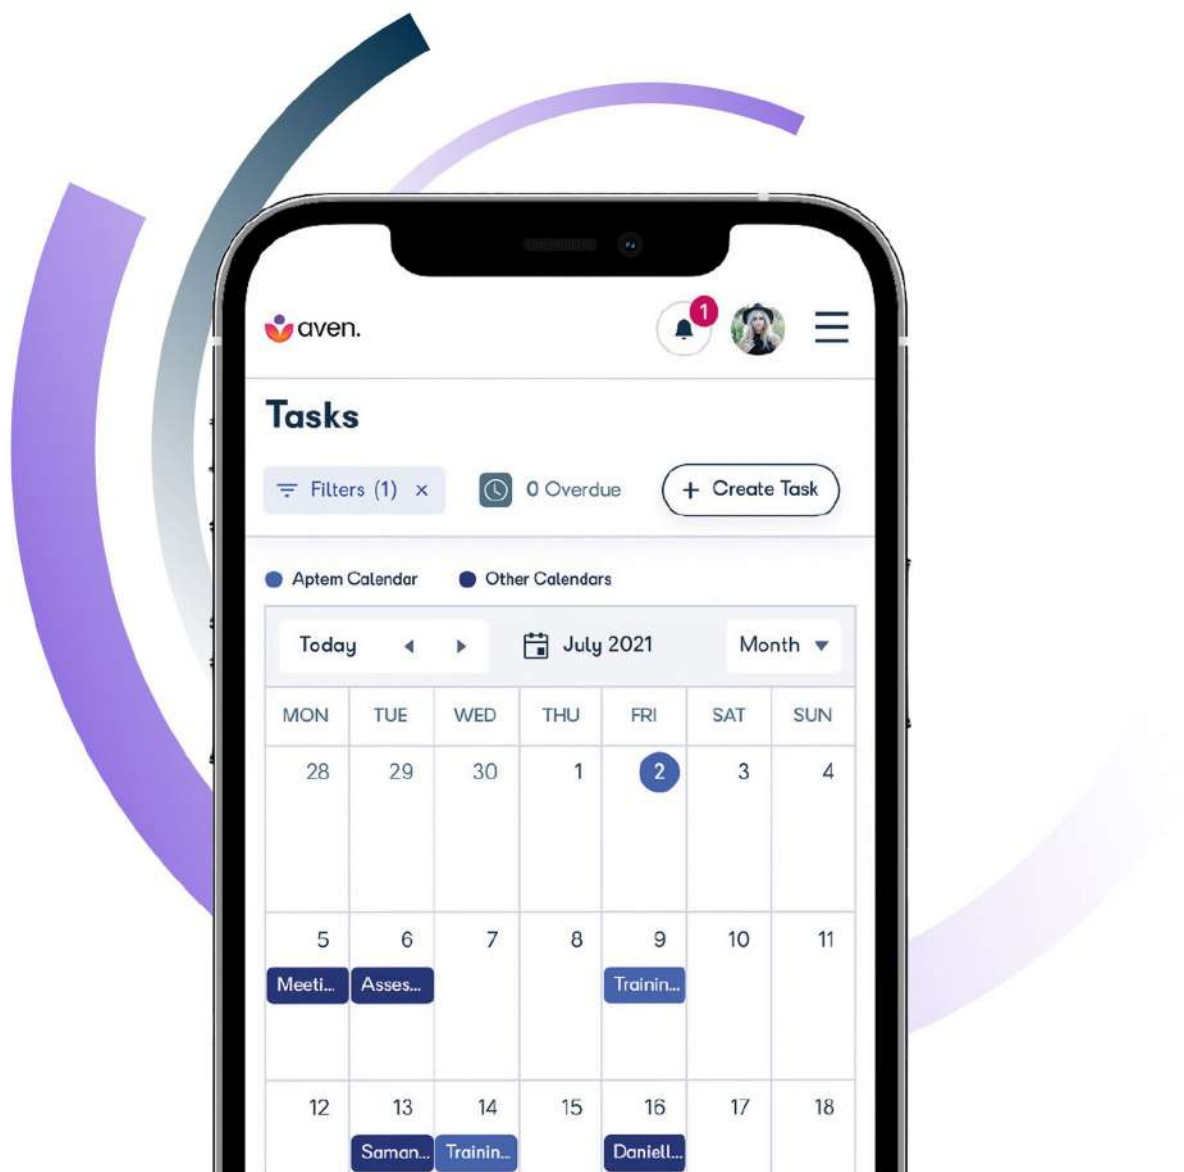 aven.
1
Tasks
Filters (1) ×
0 Overdue
+ Create Task
Aptem Calendar
Other Calendars
Today
July 2021
Month
MON TUE WED THU FRI SAT SUN
28 29 30 1 2 3 4
5 6 7 8 9 10 11
Meeti... Asses... Trainin...
12 13 14 15 16 17 18
Saman... Trainin... Daniell...